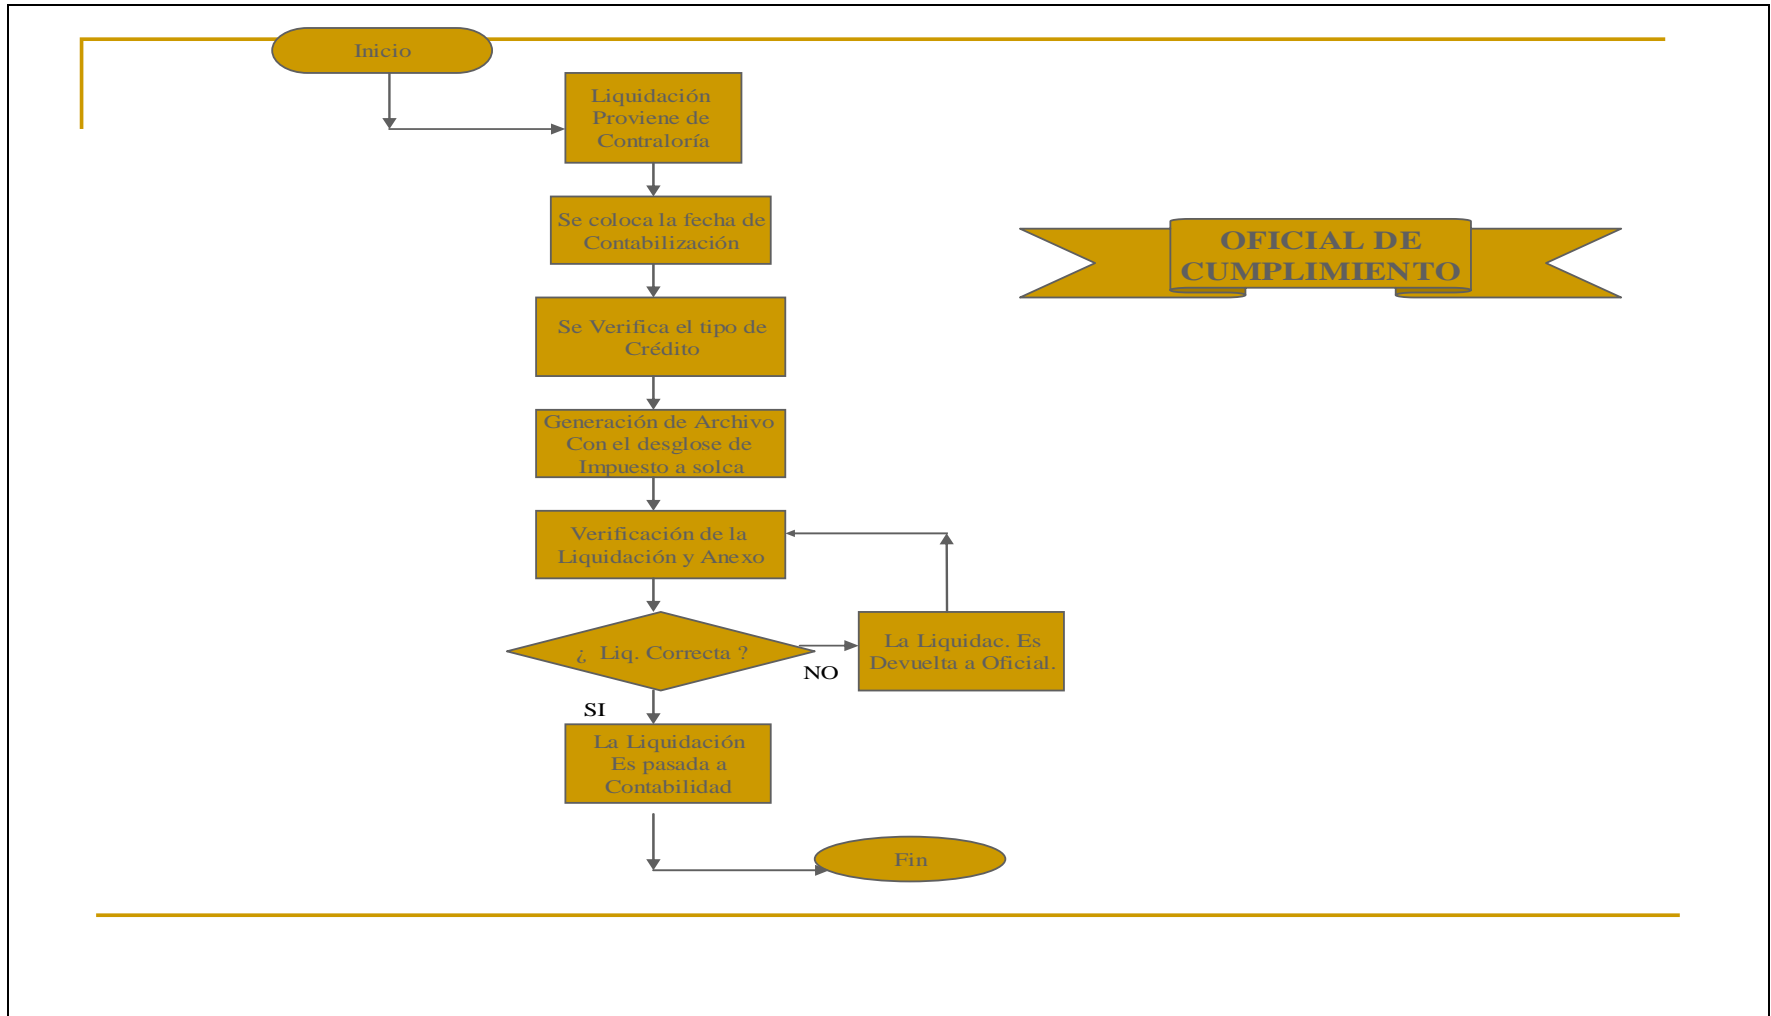 Inicio
Liquidación
Proviene de
Contraloría
Se coloca la fecha de
Contabilización
OFICIAL DE
CUMPLIMIENTO
Se Verifica el tipo de
Crédito
Generación de Archivo
Con el desglose de
Impuesto a solca
Verificación de la
Liquidación y Anexo
¿ Liq. Correcta ?
NO
La Liquidac. Es
Devuelta a Oficial.
SI
La Liquidación
Es pasada a
Contabilidad
Fin